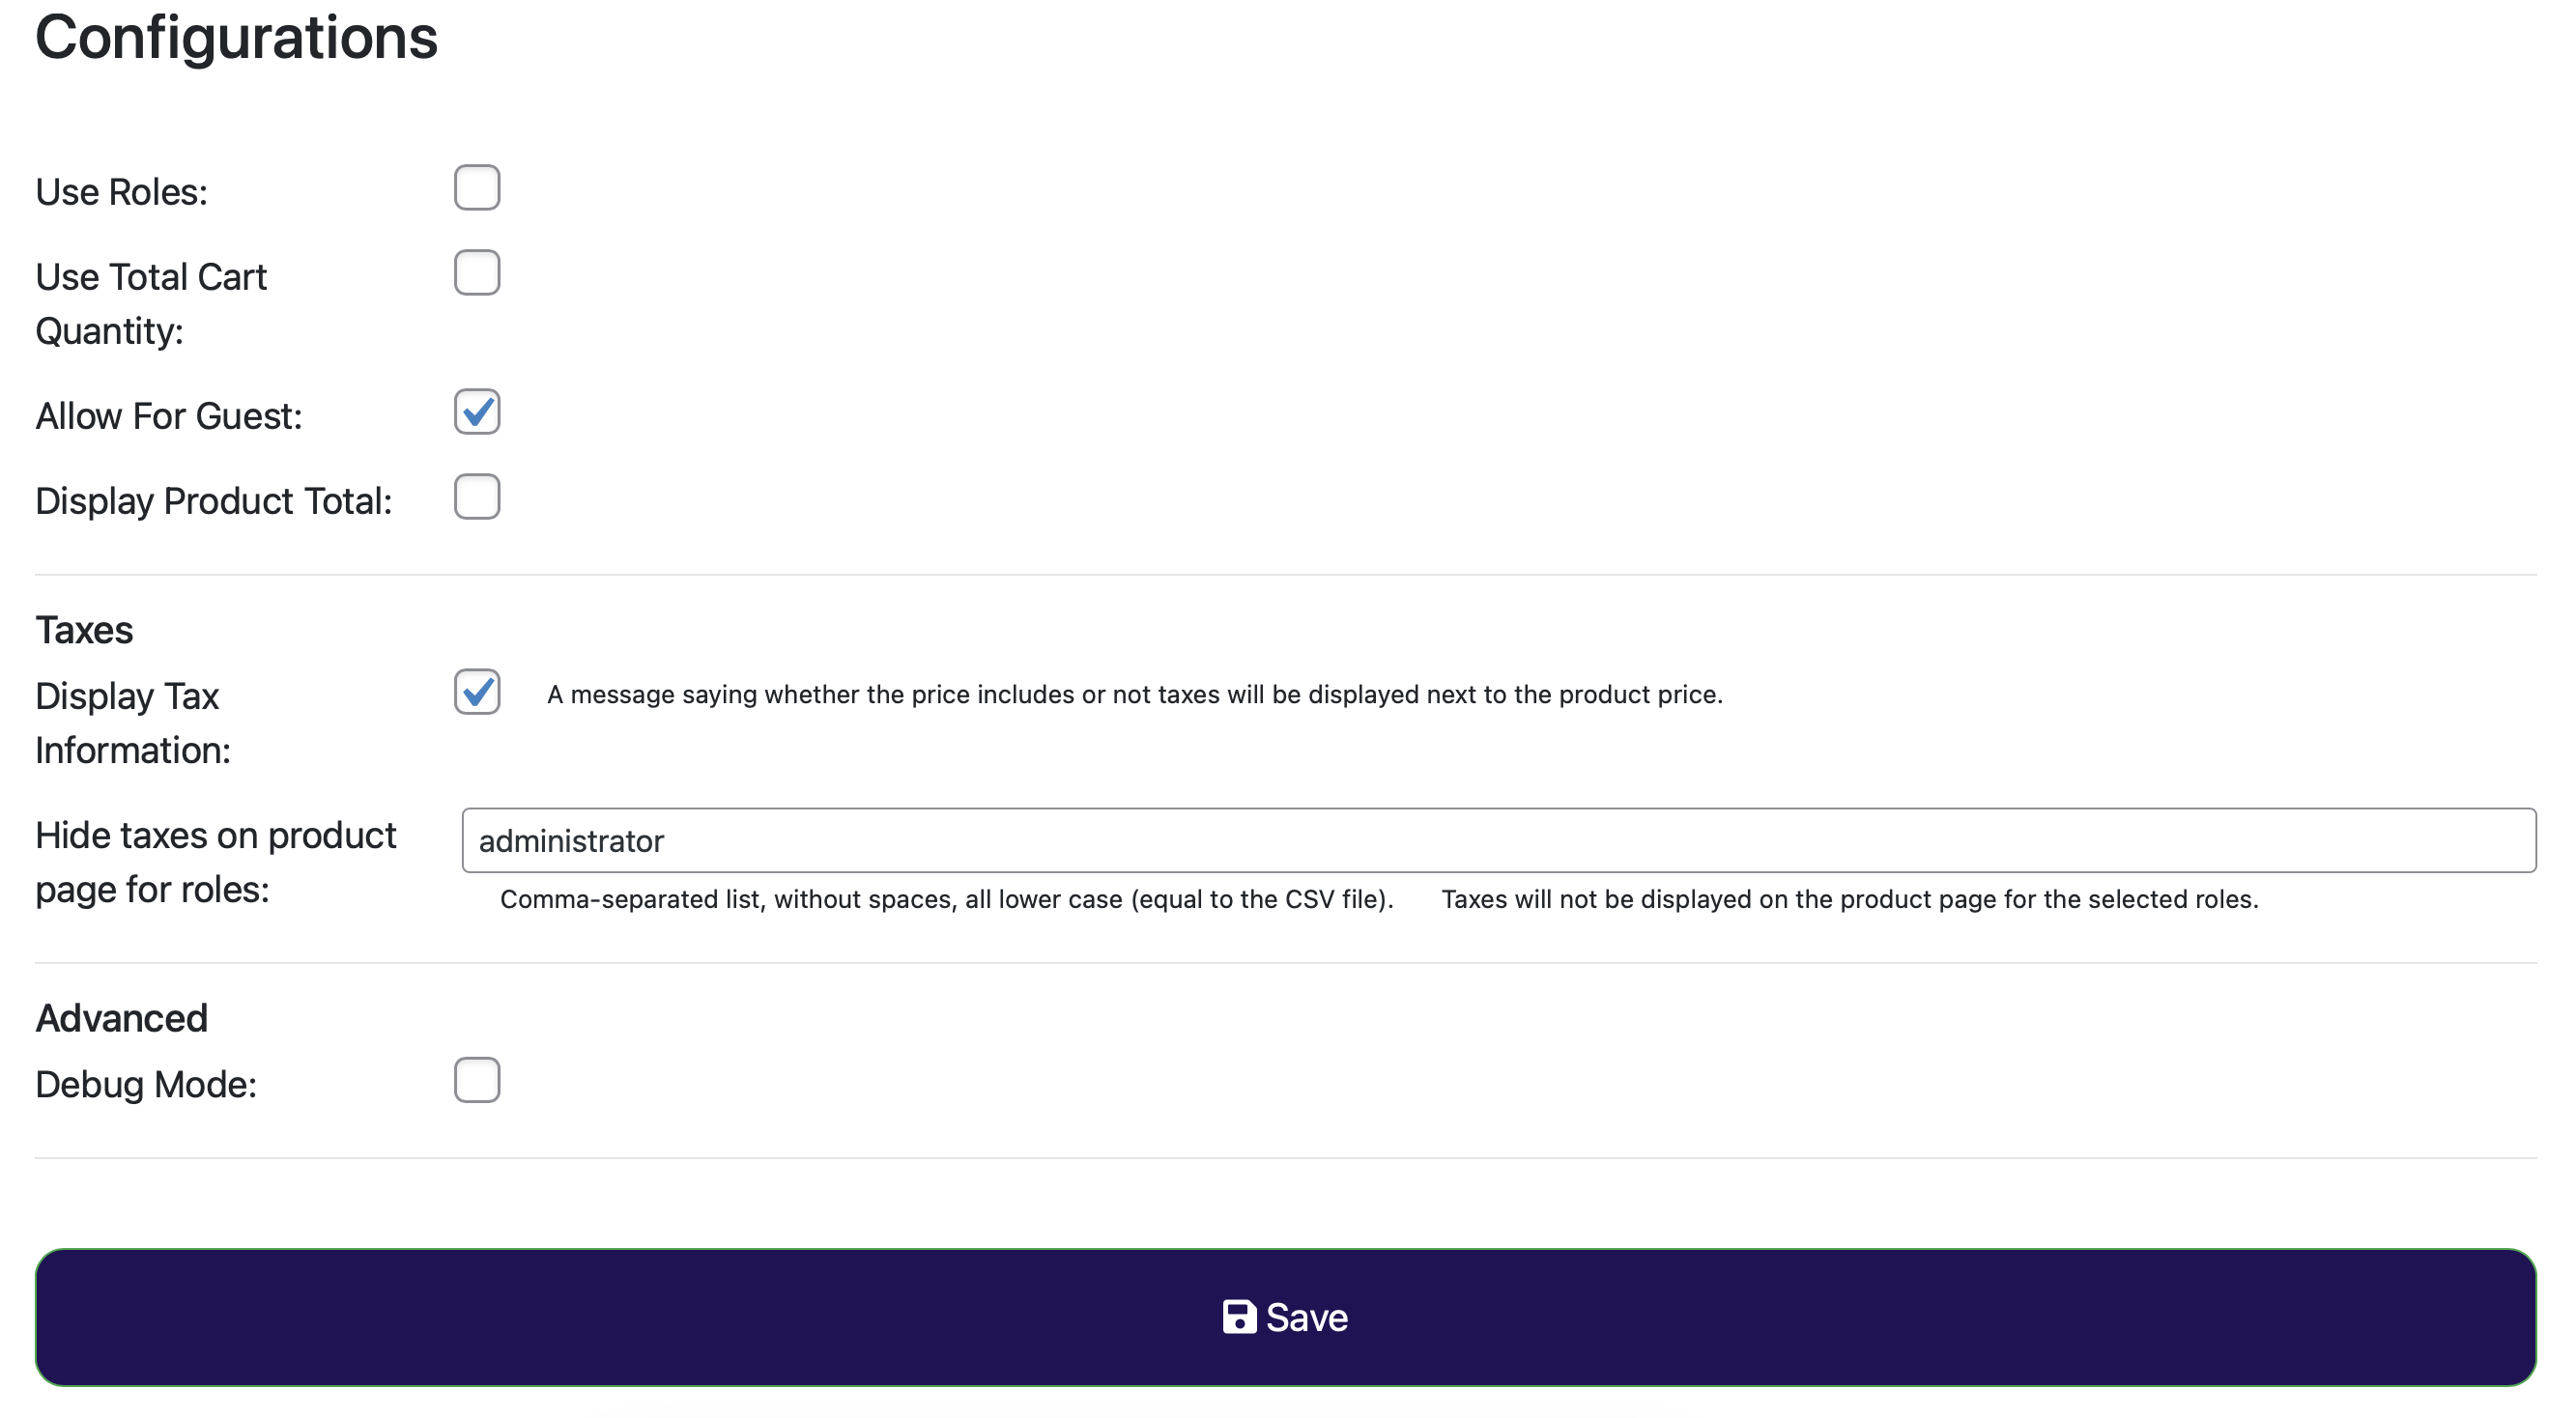 Configurations
Use Roles:
Use Total Cart
Quantity:
Allow For Guest:
Display Product Total:
Taxes
Display Tax
Information:
A message saying whether the price includes or not taxes will be displayed next to the product price.
Hide taxes on product
page for roles:
administrator
Comma-separated list, without spaces, all lower case (equal to the CSV file). Taxes will not be displayed on the product page for the selected roles.
Advanced
Debug Mode:
Save